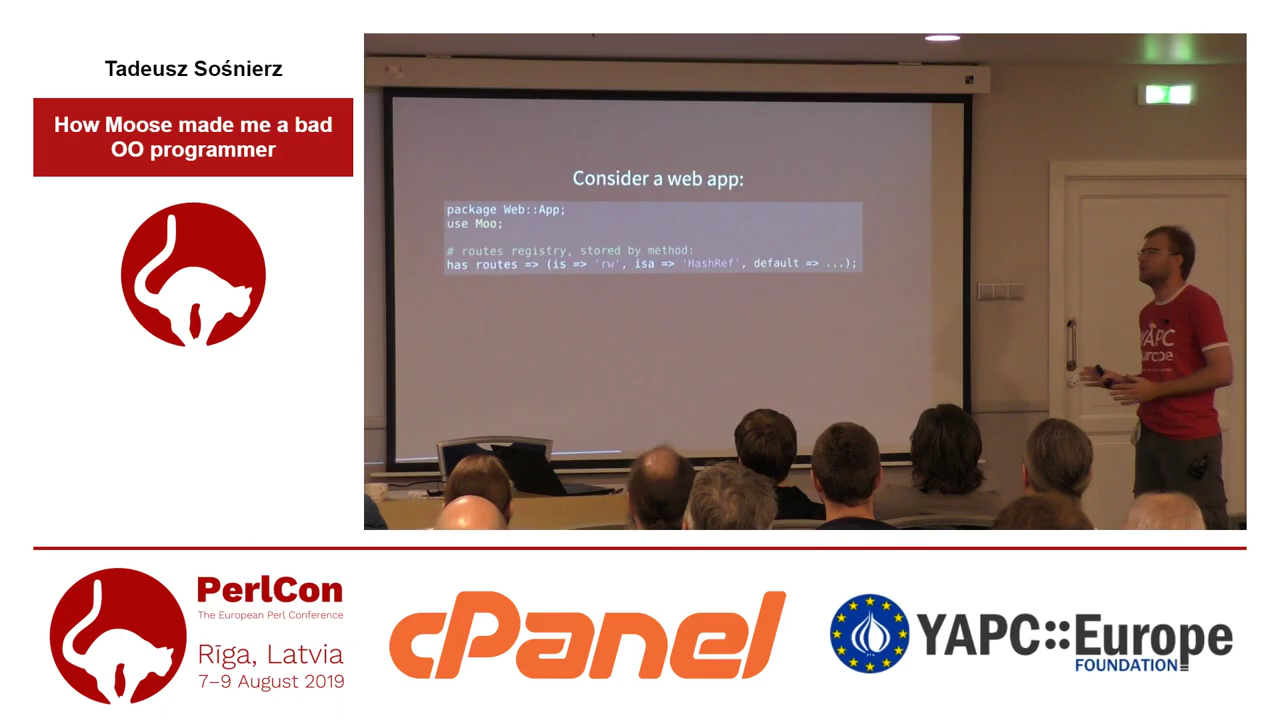 Tadeusz Sośnierz
How Moose made me a bad
OO programmer
Consider a web app:
package Web::App;
use Moo;
# routes registry, stored by method:
has routes => (is => 'rw', isa => 'HashRef', default => ...);
YAPC
Europe
PerlCon
The European Perl Conference
Rīga, Latvia
7–9 August 2019
cPanel
YAPC::Europe
FOUNDATION